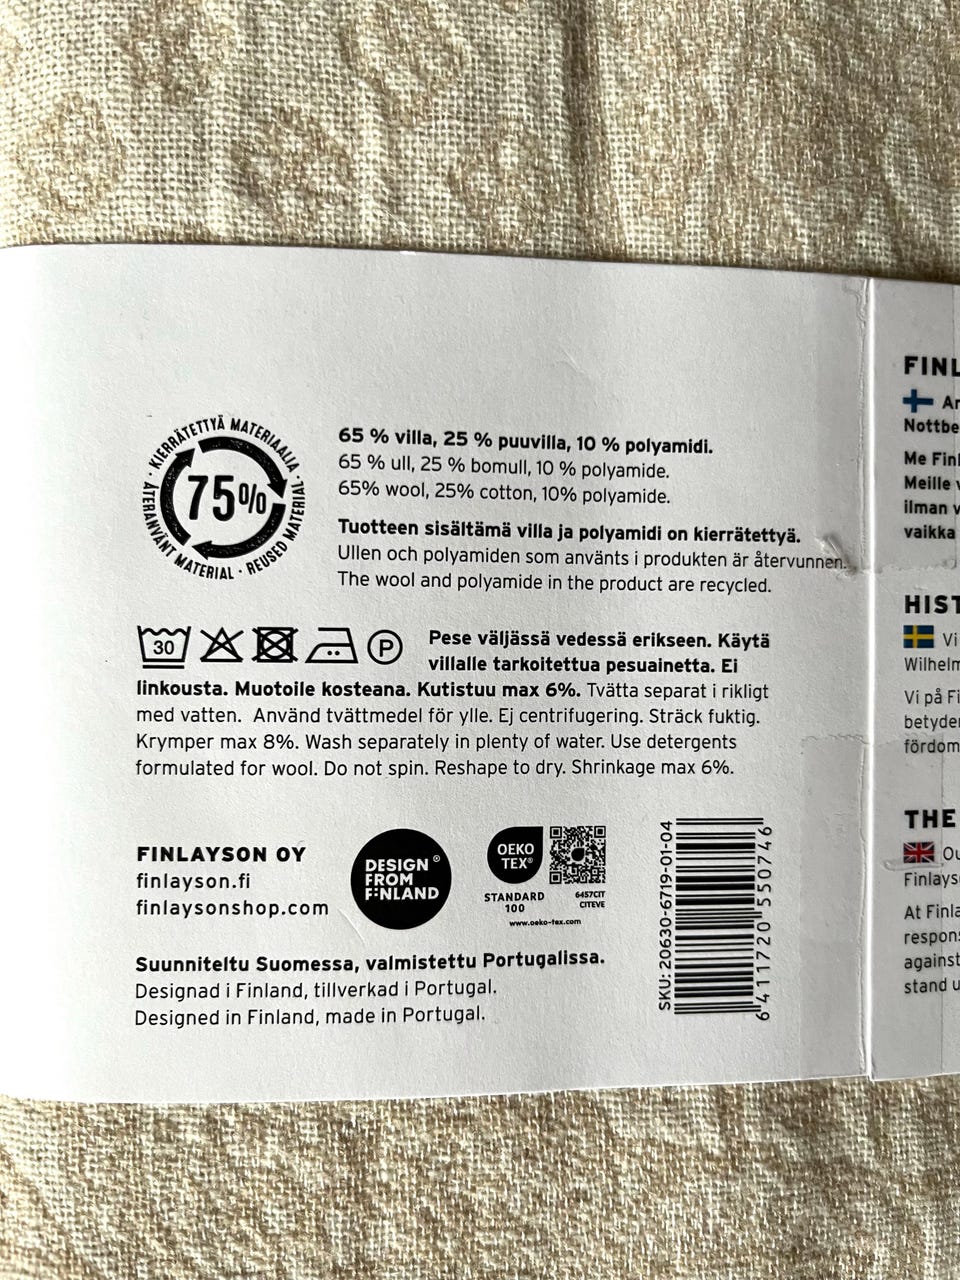 · KIERRÄTETTYÄ MATERIAALIA · REUSED MATERIAL · ÅTERANVÄNT MATERIAL
75%
65 % villa, 25 % puuvilla, 10 % polyamidi.
65 % ull, 25 % bomull, 10 % polyamide.
65% wool, 25% cotton, 10% polyamide.
Tuotteen sisältämä villa ja polyamidi on kierrätettyä.
Ullen och polyamiden som använts i produkten är återvunnen.
The wool and polyamide in the product are recycled.
30
P
Pese väljässä vedessä erikseen. Käytä
villalle tarkoitettua pesuainetta. Ei
linkousta. Muotoile kosteana. Kutistuu max 6%. Tvätta separat i rikligt
med vatten. Använd tvättmedel för ylle. Ej centrifugering. Sträck fuktig.
Krymper max 8%. Wash separately in plenty of water. Use detergents
formulated for wool. Do not spin. Reshape to dry. Shrinkage max 6%.
FINLAYSON OY
finlayson.fi
finlaysonshop.com
DESIGN ®
FROM
FINLAND
OEKO
TEX®
STANDARD
100
6457CIT
CITEVE
www.oeko-tex.com
SKU: 20630-6719-01-04
6 411720 550746
Suunniteltu Suomessa, valmistettu Portugalissa.
Designad i Finland, tillverkad i Portugal.
Designed in Finland, made in Portugal.
FINL
Ar
Nottbe
Me Finl
Meille v
ilman v
vaikka
HIST
Vi
Wilhelm
Vi på Fi
betyder
fördom
THE
Ou
Finlays
At Finla
respons
against
stand u